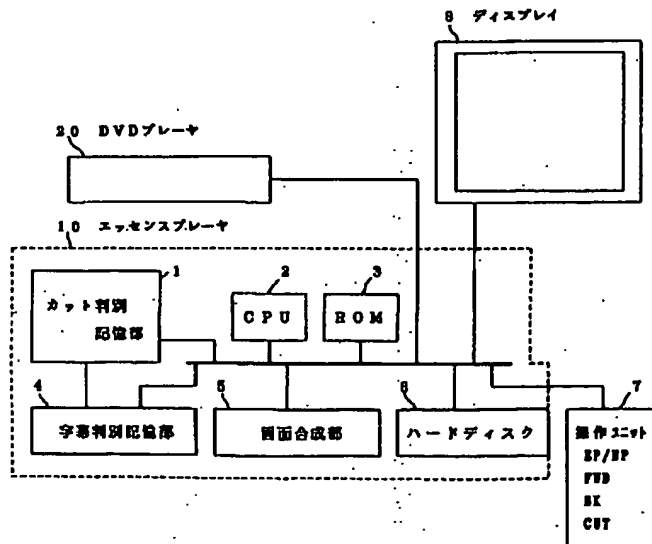 8 ディスプレイ
20 DVDプレーヤ
10 エッセンスプレーヤ
1
カット判別
記憶部
2
CPU
3
ROM
4
字幕判別記憶部
5
画面合成部
6
ハードディスク
7
操作ユニット
EP/NP
FWD
BK
CUT